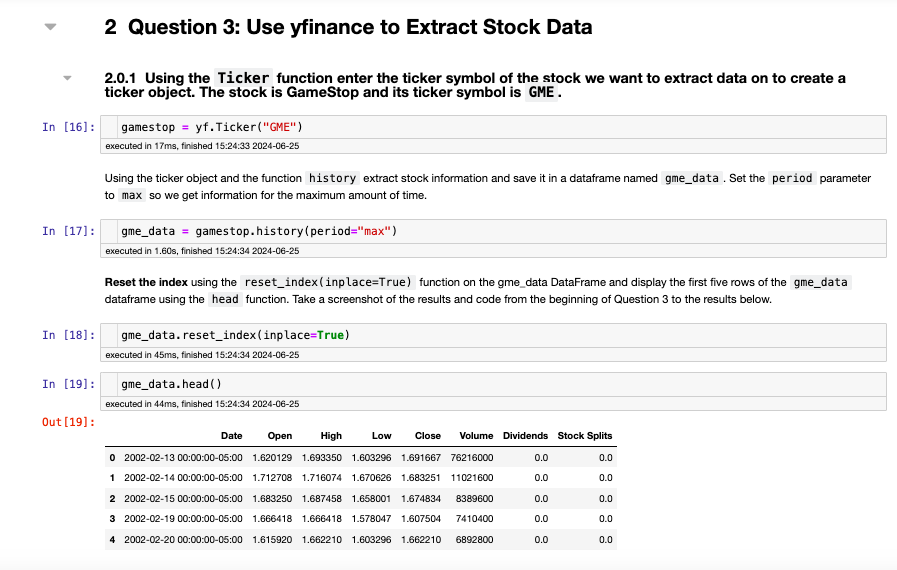 2 Question 3: Use yfinance to Extract Stock Data
2.0.1 Using the Ticker function enter the ticker symbol of the stock we want to extract data on to create a
ticker object. The stock is GameStop and its ticker symbol is GME.
In [16]: gamestop = yf.Ticker("GME")
executed in 17ms, finished 15:24:33 2024-06-25
Using the ticker object and the function history extract stock information and save it in a dataframe named gme_data. Set the period parameter
to max so we get information for the maximum amount of time.
In [17]: gme_data = gamestop.history(period="max")
executed in 1.60s, finished 15:24:34 2024-06-25
Reset the index using the reset_index(inplace=True) function on the gme_data DataFrame and display the first five rows of the gme_data
dataframe using the head function. Take a screenshot of the results and code from the beginning of Question 3 to the results below.
In [18]: gme_data.reset_index(inplace=True)
executed in 45ms, finished 15:24:34 2024-06-25
In [19]: gme_data.head()
executed in 44ms, finished 15:24:34 2024-06-25
Out[19]:
Date Open High Low Close Volume Dividends Stock Splits
0 2002-02-13 00:00:00-05:00 1.620129 1.693350 1.603296 1.691667 76216000 0.0 0.0
1 2002-02-14 00:00:00-05:00 1.712708 1.716074 1.670626 1.683251 11021600 0.0 0.0
2 2002-02-15 00:00:00-05:00 1.683250 1.687458 1.658001 1.674834 8389600 0.0 0.0
3 2002-02-19 00:00:00-05:00 1.666418 1.666418 1.578047 1.607504 7410400 0.0 0.0
4 2002-02-20 00:00:00-05:00 1.615920 1.662210 1.603296 1.662210 6892800 0.0 0.0